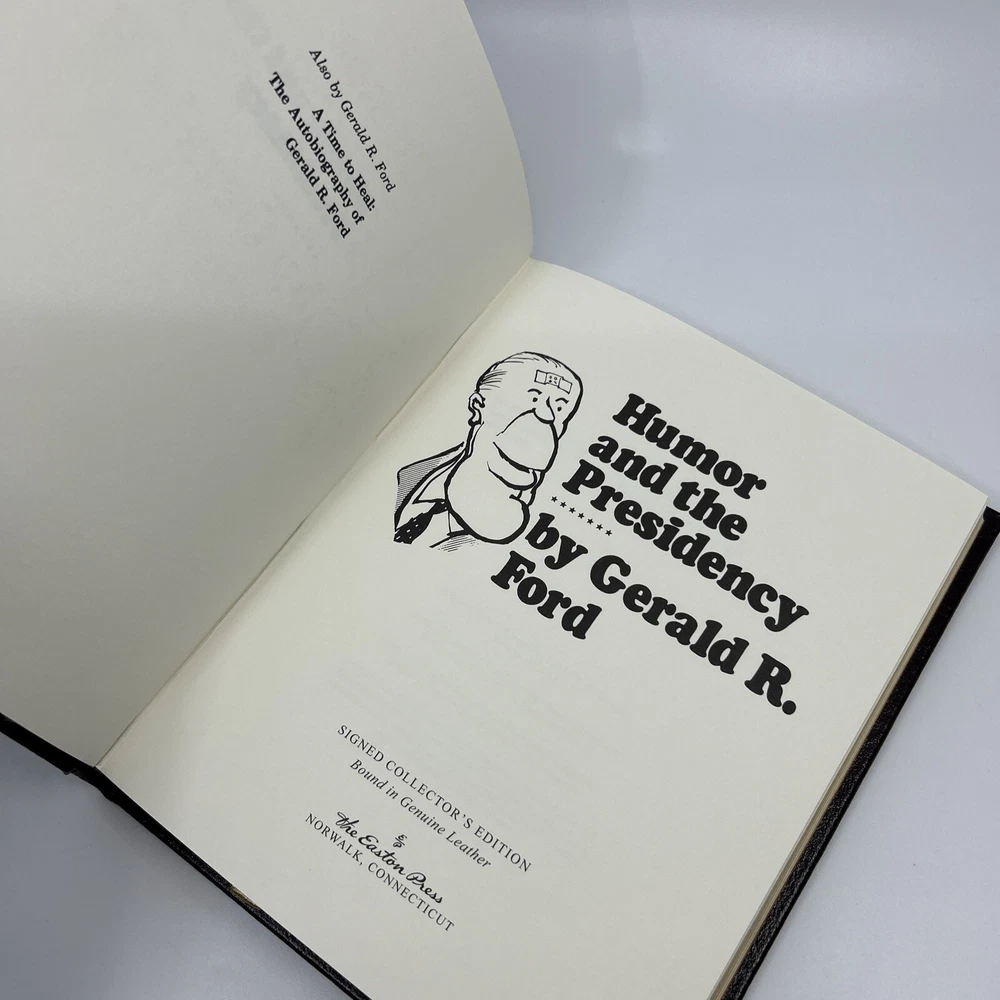 Also by Gerald R. Ford
A Time to Heal:
The Autobiography of
Gerald R. Ford
Humor
and the
Presidency
by Gerald R.
Ford
SIGNED COLLECTOR'S EDITION
Bound in Genuine Leather
The Easton Press
NORWALK, CONNECTICUT